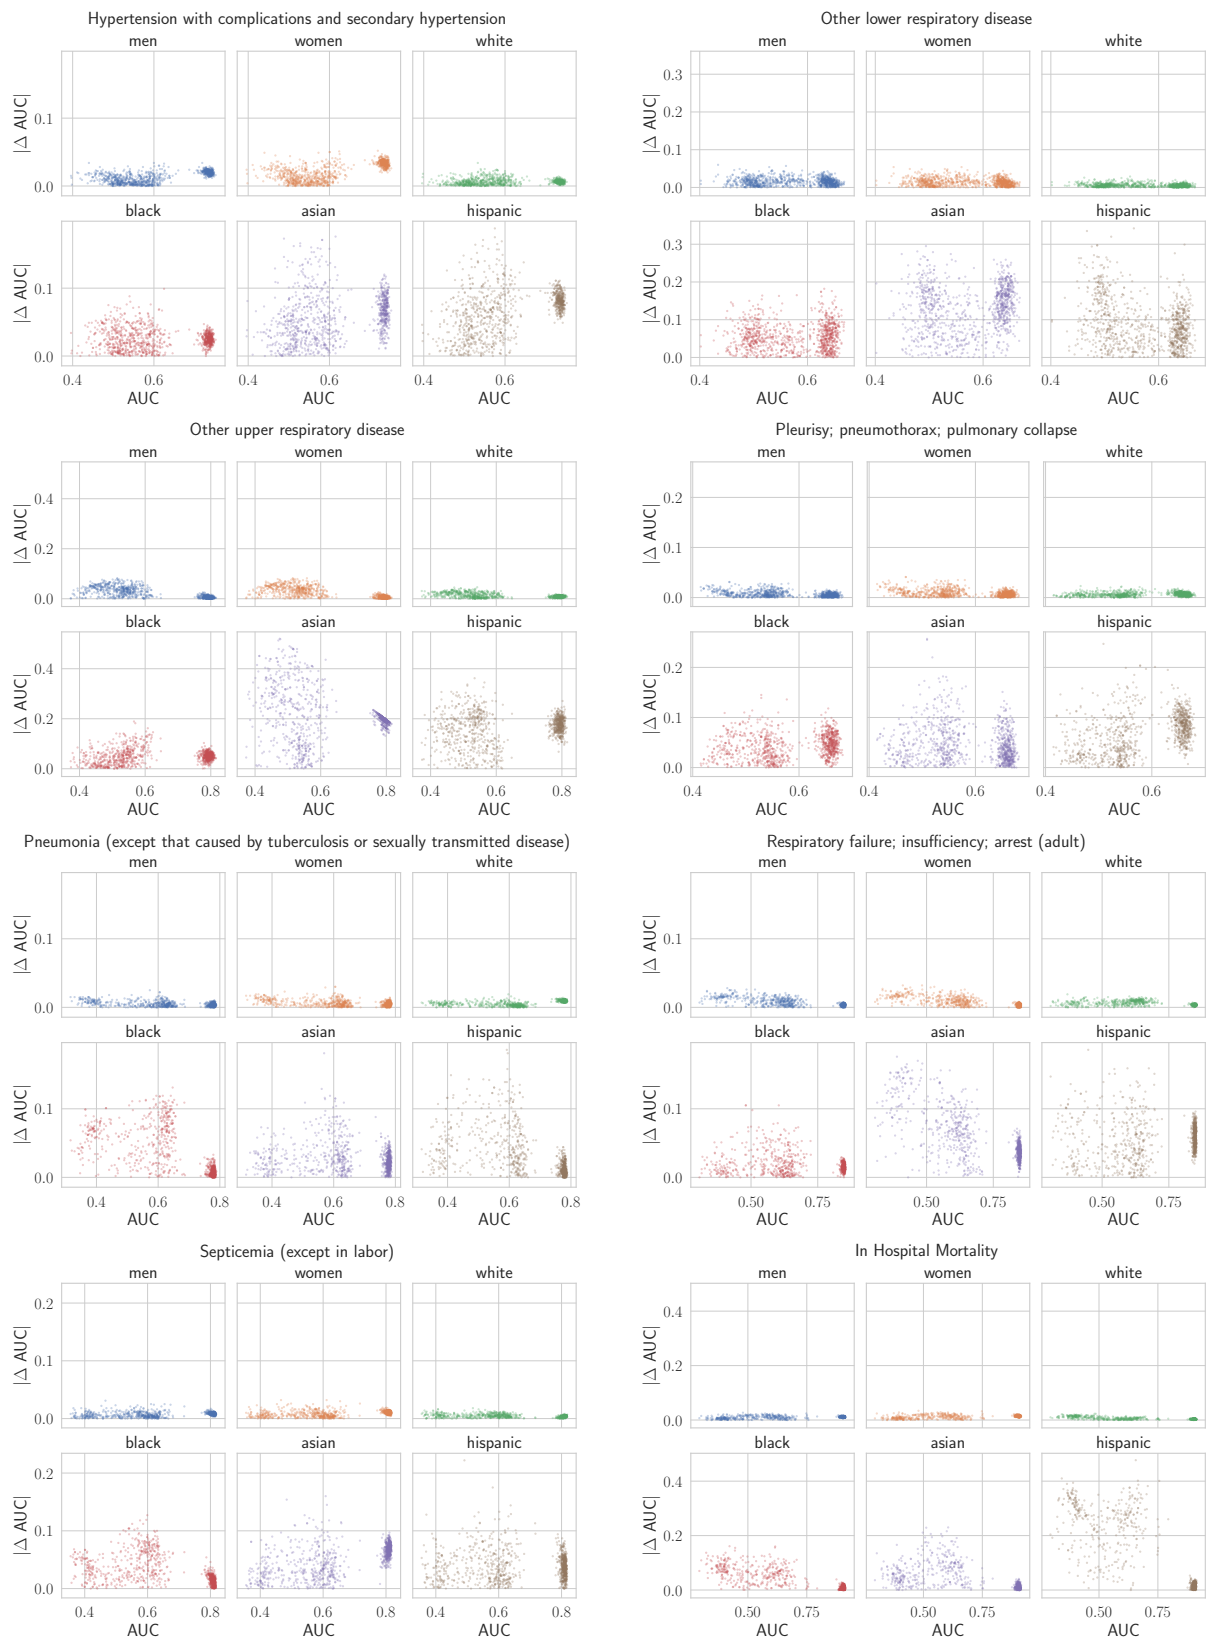 Hypertension with complications and secondary hypertension
men women white
|Δ AUC|
0.1
0.0
black asian hispanic
|Δ AUC|
0.1
0.0
0.4 0.6 0.4 0.6 0.4 0.6
AUC AUC AUC
Other lower respiratory disease
men women white
|Δ AUC|
0.3
0.2
0.1
0.0
black asian hispanic
|Δ AUC|
0.3
0.2
0.1
0.0
0.4 0.6 0.4 0.6 0.4 0.6
AUC AUC AUC
Other upper respiratory disease
men women white
|Δ AUC|
0.4
0.2
0.0
black asian hispanic
|Δ AUC|
0.4
0.2
0.0
0.4 0.6 0.8 0.4 0.6 0.8 0.4 0.6 0.8
AUC AUC AUC
Pleurisy; pneumothorax; pulmonary collapse
men women white
|Δ AUC|
0.2
0.1
0.0
black asian hispanic
|Δ AUC|
0.2
0.1
0.0
0.4 0.6 0.4 0.6 0.4 0.6
AUC AUC AUC
Pneumonia (except that caused by tuberculosis or sexually transmitted disease)
men women white
|Δ AUC|
0.1
0.0
black asian hispanic
|Δ AUC|
0.1
0.0
0.4 0.6 0.8 0.4 0.6 0.8 0.4 0.6 0.8
AUC AUC AUC
Respiratory failure; insufficiency; arrest (adult)
men women white
|Δ AUC|
0.1
0.0
black asian hispanic
|Δ AUC|
0.1
0.0
0.50 0.75 0.50 0.75 0.50 0.75
AUC AUC AUC
Septicemia (except in labor)
men women white
|Δ AUC|
0.2
0.1
0.0
black asian hispanic
|Δ AUC|
0.2
0.1
0.0
0.4 0.6 0.8 0.4 0.6 0.8 0.4 0.6 0.8
AUC AUC AUC
In Hospital Mortality
men women white
|Δ AUC|
0.4
0.2
0.0
black asian hispanic
|Δ AUC|
0.4
0.2
0.0
0.50 0.75 0.50 0.75 0.50 0.75
AUC AUC AUC